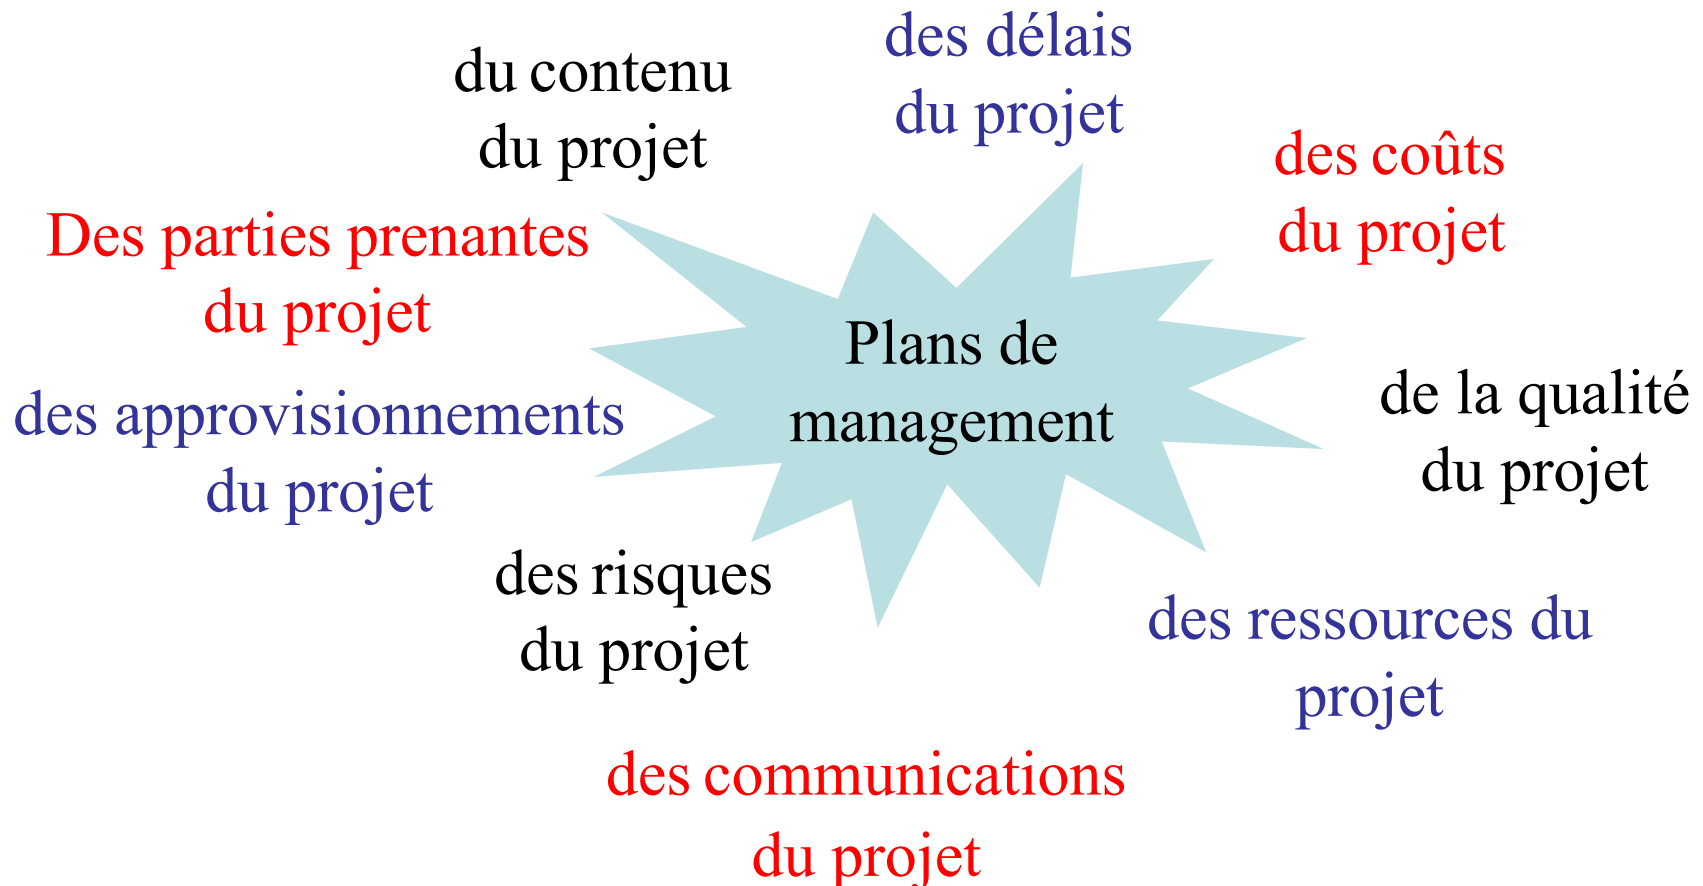 du contenu
du projet
des délais
du projet
des coûts
du projet
Des parties prenantes
du projet
Plans de
management
de la qualité
du projet
des approvisionnements
du projet
des risques
du projet
des ressources du
projet
des communications
du projet